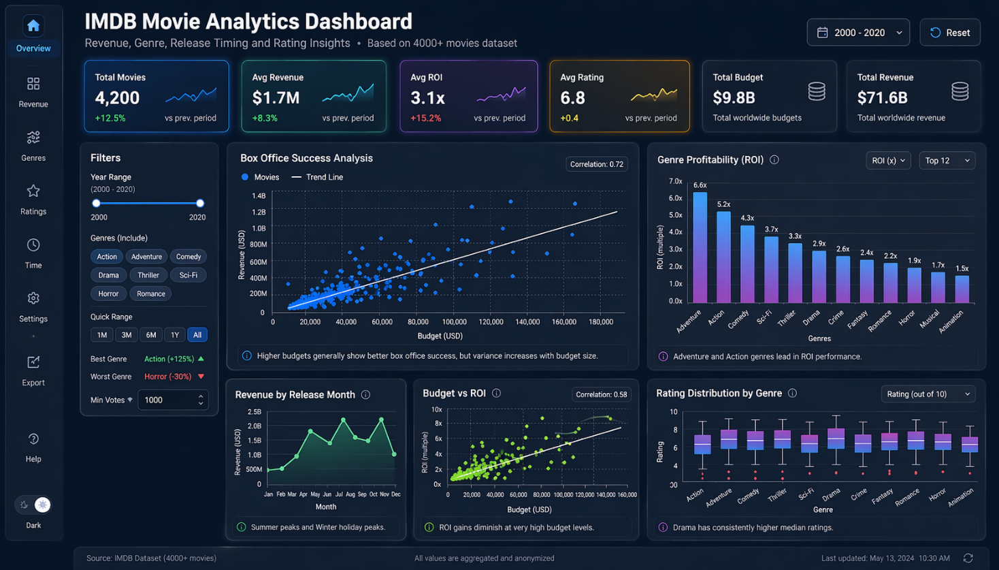 IMDB Movie Analytics Dashboard
Revenue, Genre, Release Timing and Rating Insights • Based on 4000+ movies dataset
2000 - 2020
Reset
Overview
Revenue
Genres
Ratings
Time
Settings
Export
Help
Dark
Total Movies
4,200
+12.5% vs prev. period
Avg Revenue
$1.7M
+8.3% vs prev. period
Avg ROI
3.1x
+15.2% vs prev. period
Avg Rating
6.8
+0.4 vs prev. period
Total Budget
$9.8B
Total worldwide budgets
Total Revenue
$71.6B
Total worldwide revenue
Filters
Year Range
(2000 - 2020)
2000 2020
Genres (Include)
Action Adventure Comedy
Drama Thriller Sci-Fi
Horror Romance
Quick Range
1M 3M 6M 1Y All
Best Genre Action (+125%) ▲
Worst Genre Horror (-30%) ▼
Min Votes 1000
Box Office Success Analysis
Correlation: 0.72
Movies Trend Line
Revenue (USD)
1.4B
1.2B
1.0B
800M
600M
400M
200M
0
0 20,000 40,000 60,000 80,000 100,000 120,000 140,000 160,000 180,000
Budget (USD)
Higher budgets generally show better box office success, but variance increases with budget size.
Genre Profitability (ROI)
ROI (x)
Top 12
ROI (multiple)
7.0x
6.0x
5.0x
4.0x
3.0x
2.0x
1.0x
0.0x
6.6x 5.2x 4.3x 3.7x 3.3x 2.9x 2.6x 2.4x 2.2x 1.9x 1.7x 1.5x
Adventure Action Comedy Sci-Fi Thriller Drama Crime Fantasy Romance Horror Musical Animation
Genres
Adventure and Action genres lead in ROI performance.
Revenue by Release Month
Revenue (USD)
2.5B
2.0B
1.5B
1.0B
500M
0
Jan Feb Mar Apr May Jun Jul Aug Sep Oct Nov Dec
Month
Summer peaks and Winter holiday peaks.
Budget vs ROI
Correlation: 0.58
ROI (multiple)
10x
8x
6x
4x
2x
0x
0 20,000 40,000 60,000 80,000 100,000 120,000 140,000 160,000
Budget (USD)
ROI gains diminish at very high budget levels.
Rating Distribution by Genre
Rating (out of 10)
Rating
10
8
6
4
00
Action Adventure Comedy Thriller Sci-Fi Drama Crime Fantasy Romance Horror Animation
Genre
Drama has consistently higher median ratings.
Source: IMDB Dataset (4000+ movies)
All values are aggregated and anonymized
Last updated: May 13, 2024 10:30 AM